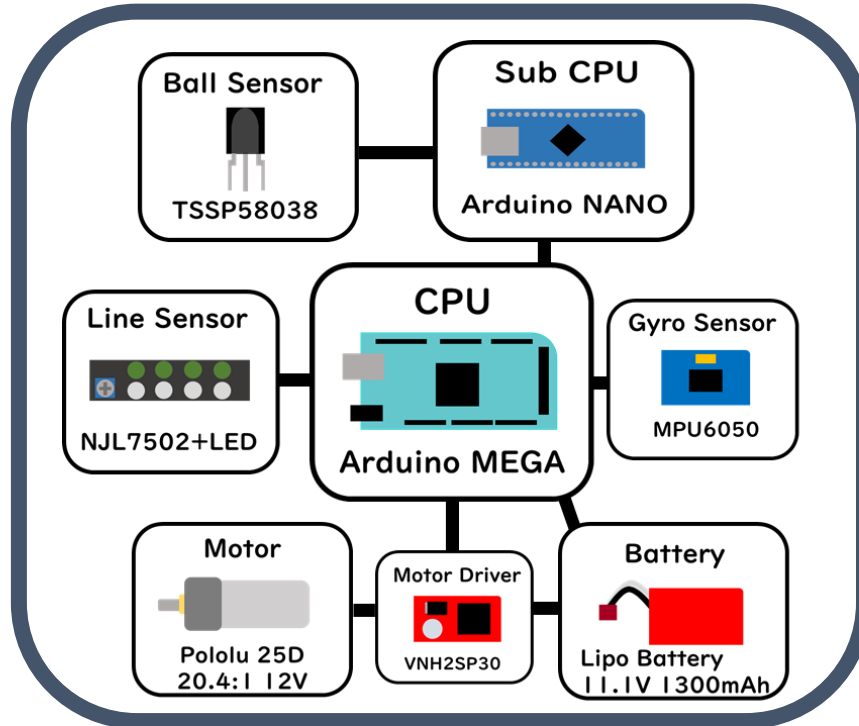 Ball Sensor
TSSP58038
Sub CPU
Arduino NANO
Line Sensor
NJL7502+LED
CPU
Arduino MEGA
Gyro Sensor
MPU6050
Motor
Pololu 25D
20.4:1 12V
Motor Driver
VNH2SP30
Battery
Lipo Battery
11.1V 1300mAh